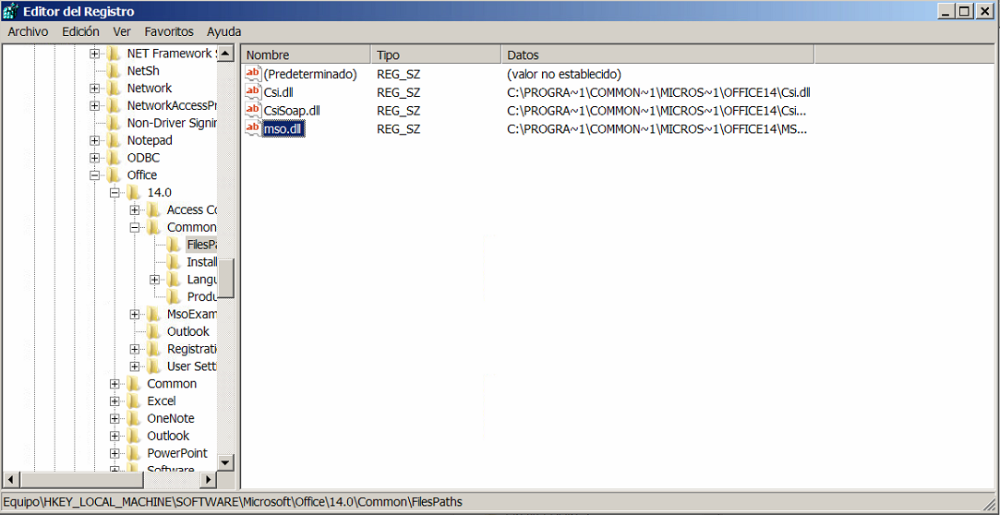 Editor del Registro
Archivo Edición Ver Favoritos Ayuda
NET Framework S
NetSh
Network
NetworkAccessPr
Non-Driver Signin
Notepad
ODBC
Office
14.0
Access Co
Common
FilesPa
Install
Langu
Produ
MsoExam
Outlook
Registrati
User Setti
Common
Excel
OneNote
Outlook
PowerPoint
Software
Nombre Tipo Datos
(Predeterminado) REG_SZ (valor no establecido)
Csi.dll REG_SZ C:\PROGRA~1\COMMON~1\MICROS~1\OFFICE14\Csi.dll
CsiSoap.dll REG_SZ C:\PROGRA~1\COMMON~1\MICROS~1\OFFICE14\Csi...
mso.dll REG_SZ C:\PROGRA~1\COMMON~1\MICROS~1\OFFICE14\MS...
Equipo\HKEY_LOCAL_MACHINE\SOFTWARE\Microsoft\Office\14.0\Common\FilesPaths